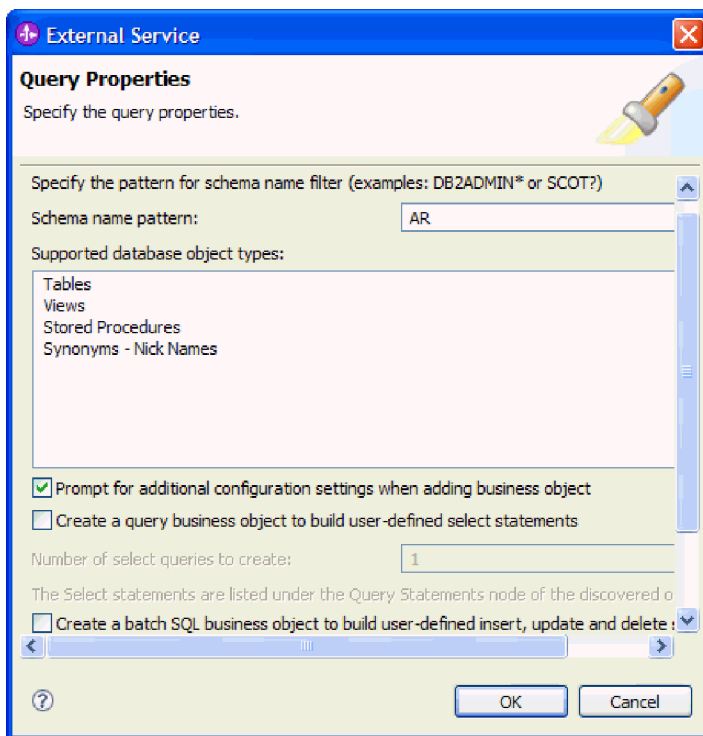 External Service
Query Properties
Specify the query properties.
Specify the pattern for schema name filter (examples: DB2ADMIN* or SCOT?)
Schema name pattern: AR
Supported database object types:
Tables
Views
Stored Procedures
Synonyms - Nick Names
Prompt for additional configuration settings when adding business object
Create a query business object to build user-defined select statements
Number of select queries to create: 1
The Select statements are listed under the Query Statements node of the discovered o
Create a batch SQL business object to build user-defined insert, update and delete
OK Cancel